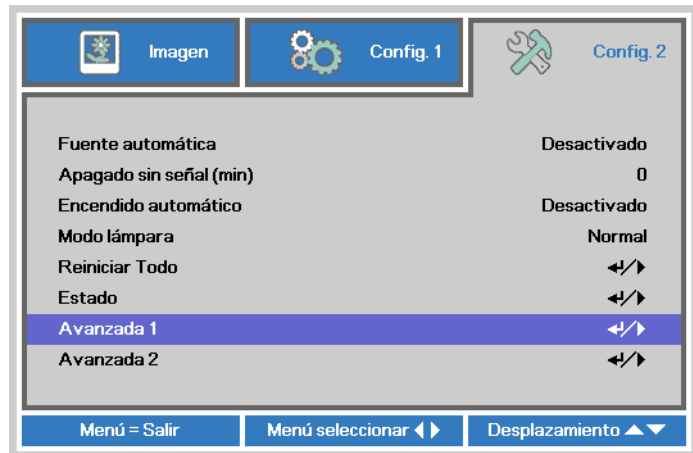 Imagen Config. 1 Config. 2
Fuente automática Desactivado
Apagado sin señal (min) 0
Encendido automático Desactivado
Modo lámpara Normal
Reiniciar Todo ↵/▶
Estado ↵/▶
Avanzada 1 ↵/▶
Avanzada 2 ↵/▶
Menú = Salir Menú seleccionar ◀▶ Desplazamiento ▲▼